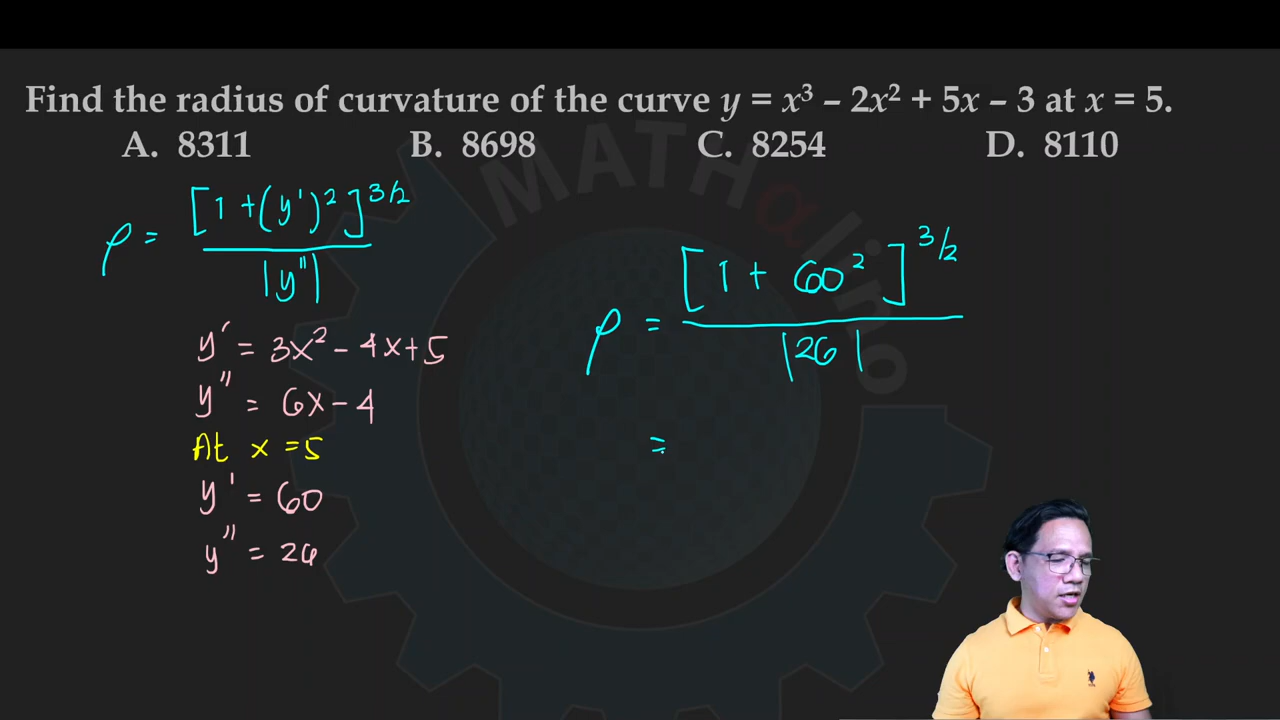 Find the radius of curvature of the curve y = x³ – 2x² + 5x – 3 at x = 5.
A. 8311 B. 8698 C. 8254 D. 8110
ρ = [1 + (y')²]^3/2 / |y''|
y' = 3x² - 4x + 5
y'' = 6x - 4
At x = 5
y' = 60
y'' = 26
ρ = [1 + 60²]^3/2 / |26|
=
MATHalino